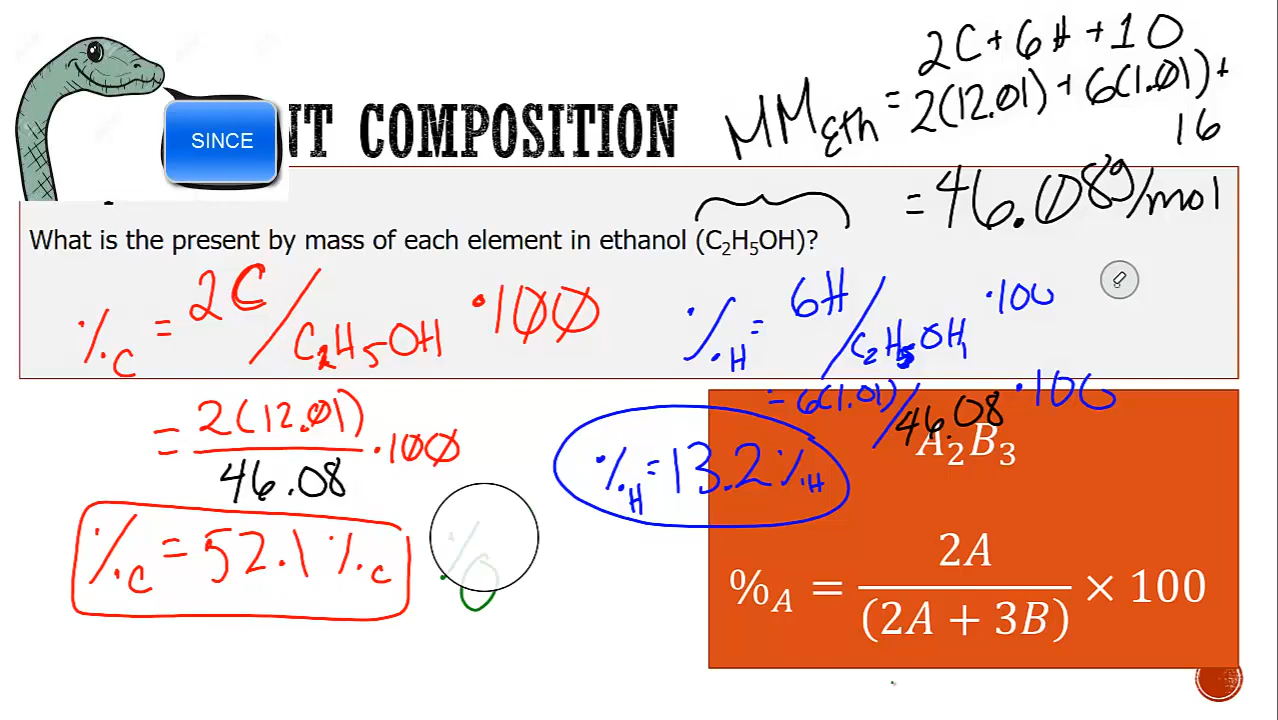 2C + 6H + 1O
MM Eth = 2(12.01) + 6(1.01) + 16
= 46.08g/mol
SINCE
NT COMPOSITION
What is the present by mass of each element in ethanol (C₂H₅OH)?
%C = 2C / C₂H₅OH · 100
%H = 6H / C₂H₅OH · 100
= 6(1.01) / 46.08 · 100
= 2(12.01) / 46.08 · 100
%H = 13.2 %H
%C = 52.1 %C
%O
A₂B₃
%A = 2A / (2A + 3B) × 100